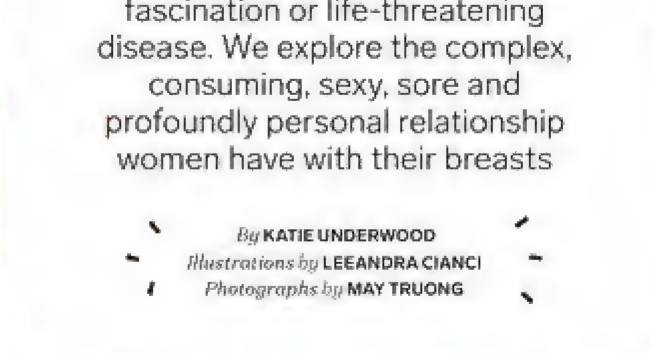 fascination or life-threatening
disease. We explore the complex,
consuming, sexy, sore and
profoundly personal relationship
women have with their breasts
By KATIE UNDERWOOD
Illustrations by LEEANDRA CIANCI
Photographs by MAY TRUONG